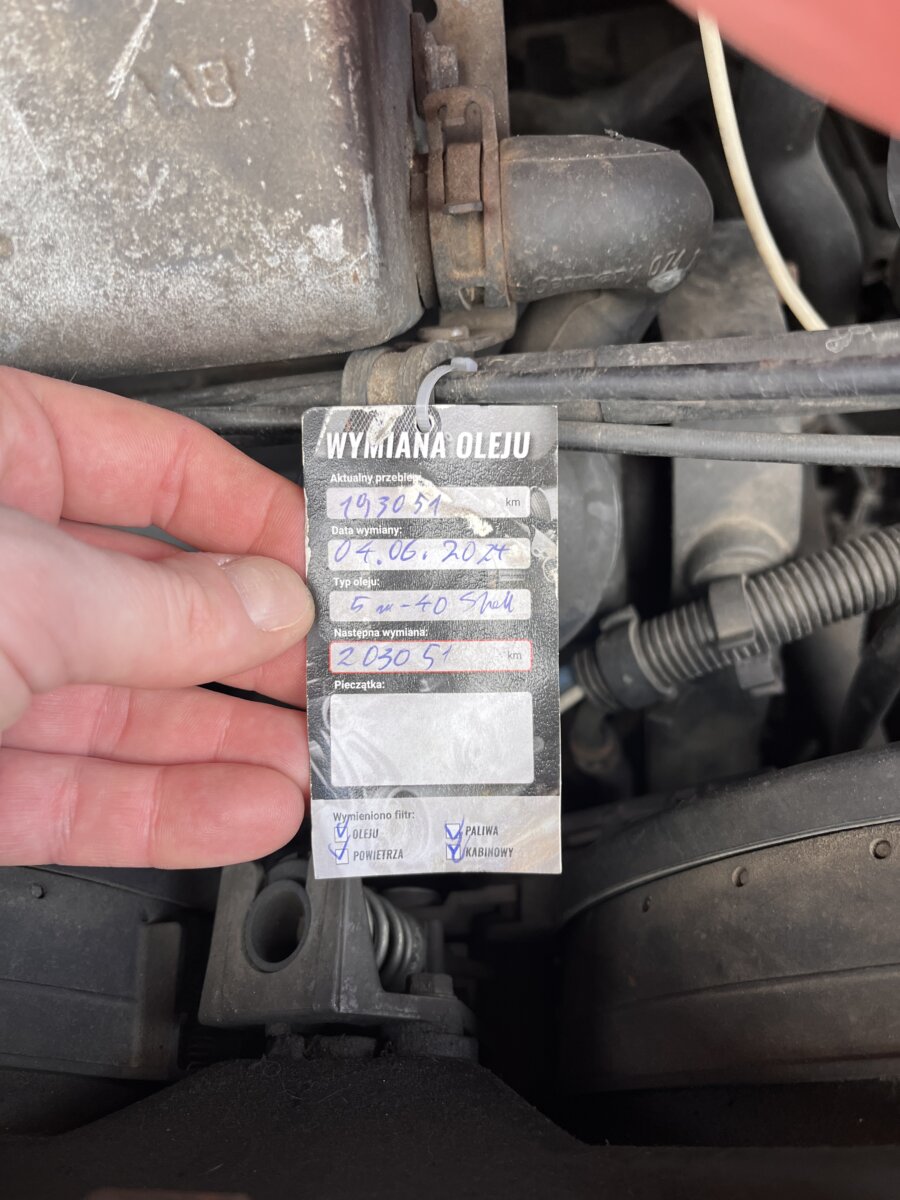 AAB
WYMIANA OLEJU
Aktualny przebieg:
193051 km
Data wymiany:
04.06.2024
Typ oleju:
5w-40 Shell
Następna wymiana:
203051 km
Pieczątka:
Wymieniono filtr:
OLEJU PALIWA
POWIETRZA KABINOWY